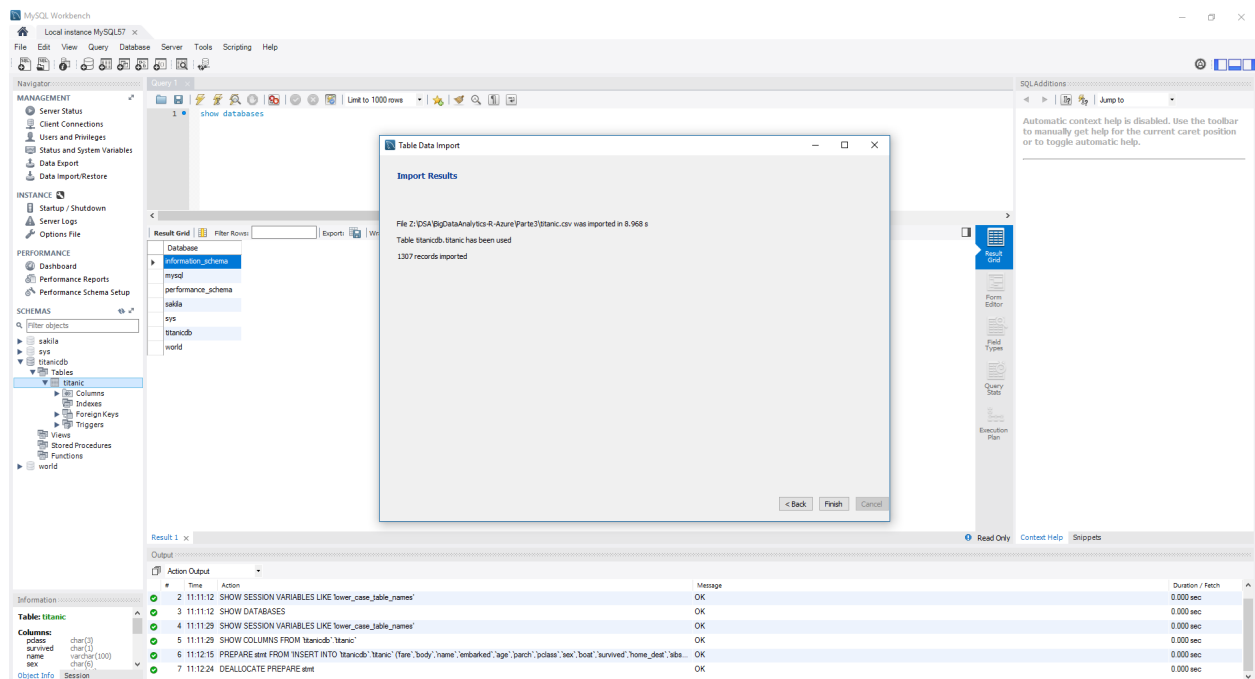 MySQL Workbench
Local instance MySQL57
File Edit View Query Database Server Tools Scripting Help
Navigator
MANAGEMENT
Server Status
Client Connections
Users and Privileges
Status and System Variables
Data Export
Data Import/Restore
INSTANCE
Startup / Shutdown
Server Logs
Options File
PERFORMANCE
Dashboard
Performance Reports
Performance Schema Setup
SCHEMAS
Filter objects
sakila
sys
titanicdb
Tables
titanic
Columns
Indexes
Foreign Keys
Triggers
Views
Stored Procedures
Functions
world
Information
Table: titanic
Columns:
pclass char(3)
survived char(1)
name varchar(100)
sex char(6)
Object Info Session
Query 1
Limit to 1000 rows
1 show databases
Result Grid Filter Rows: Export:
Database
information_schema
mysql
performance_schema
sakila
sys
titanicdb
world
Table Data Import
Import Results
File Z:\DSA\BigDataAnalytics-R-Azure\Parte3\titanic.csv was imported in 8.968 s
Table titanicdb.titanic has been used
1307 records imported
< Back Finish Cancel
Result Grid
Form Editor
Field Types
Query Stats
Execution Plan
Result 1
Read Only
SQLAdditions
Jump to
Automatic context help is disabled. Use the toolbar
to manually get help for the current caret position
or to toggle automatic help.
Context Help Snippets
Output
Action Output
# Time Action Message Duration / Fetch
2 11:11:12 SHOW SESSION VARIABLES LIKE 'lower_case_table_names' OK 0.000 sec
3 11:11:12 SHOW DATABASES OK 0.000 sec
4 11:11:29 SHOW SESSION VARIABLES LIKE 'lower_case_table_names' OK 0.000 sec
5 11:11:29 SHOW COLUMNS FROM `titanicdb`.`titanic` OK 0.000 sec
6 11:12:15 PREPARE stmt FROM 'INSERT INTO `titanicdb`.`titanic` (`fare`,`body`,`name`,`embarked`,`age`,`parch`,`pclass`,`sex`,`boat`,`survived`,`home_dest`,`sibs... OK 0.000 sec
7 11:12:24 DEALLOCATE PREPARE stmt OK 0.000 sec